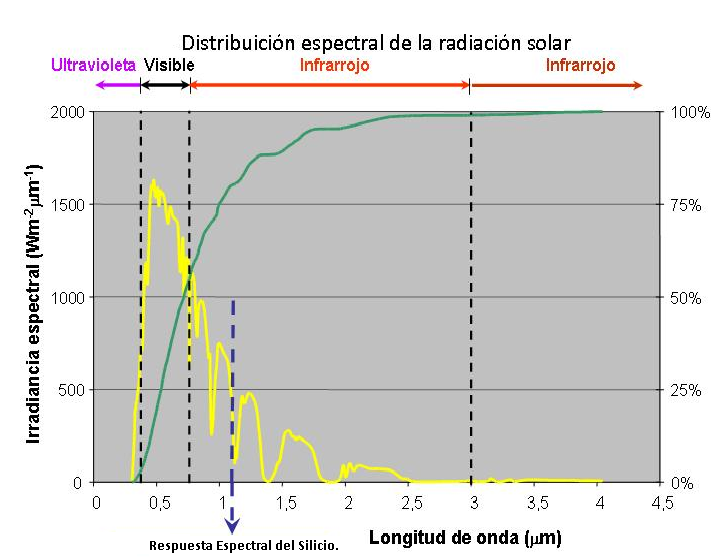 Distribuición espectral de la radiación solar
Ultravioleta Visible Infrarrojo Infrarrojo
2000 100%
1500 75%
1000 50%
500 25%
0 0%
Irradiancia espectral (Wm-2 μm-1)
0 0,5 1 1,5 2 2,5 3 3,5 4 4,5
Longitud de onda (μm)
Respuesta Espectral del Silicio.